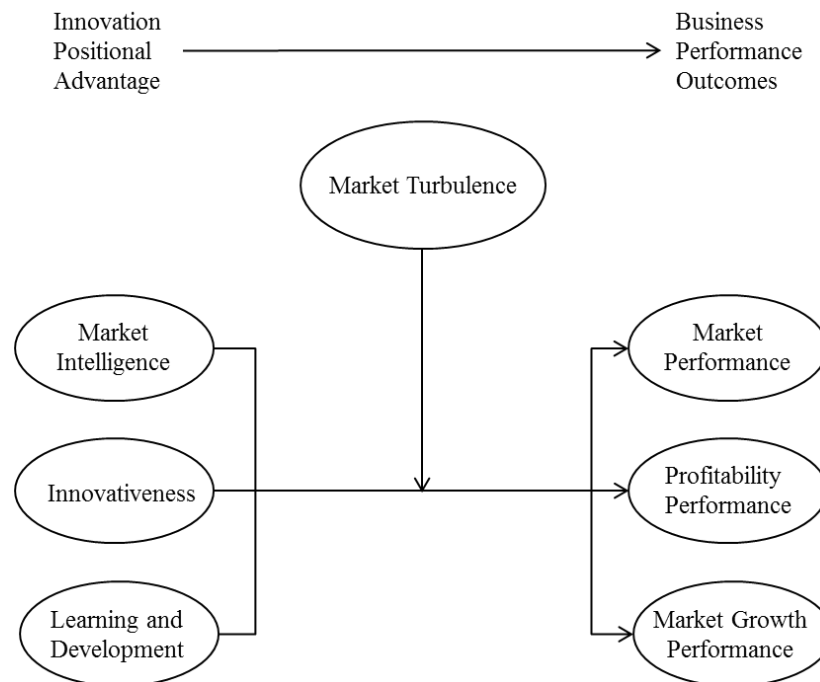 Innovation
Positional
Advantage
Business
Performance
Outcomes
Market Turbulence
Market
Intelligence
Market
Performance
Innovativeness
Profitability
Performance
Learning and
Development
Market Growth
Performance